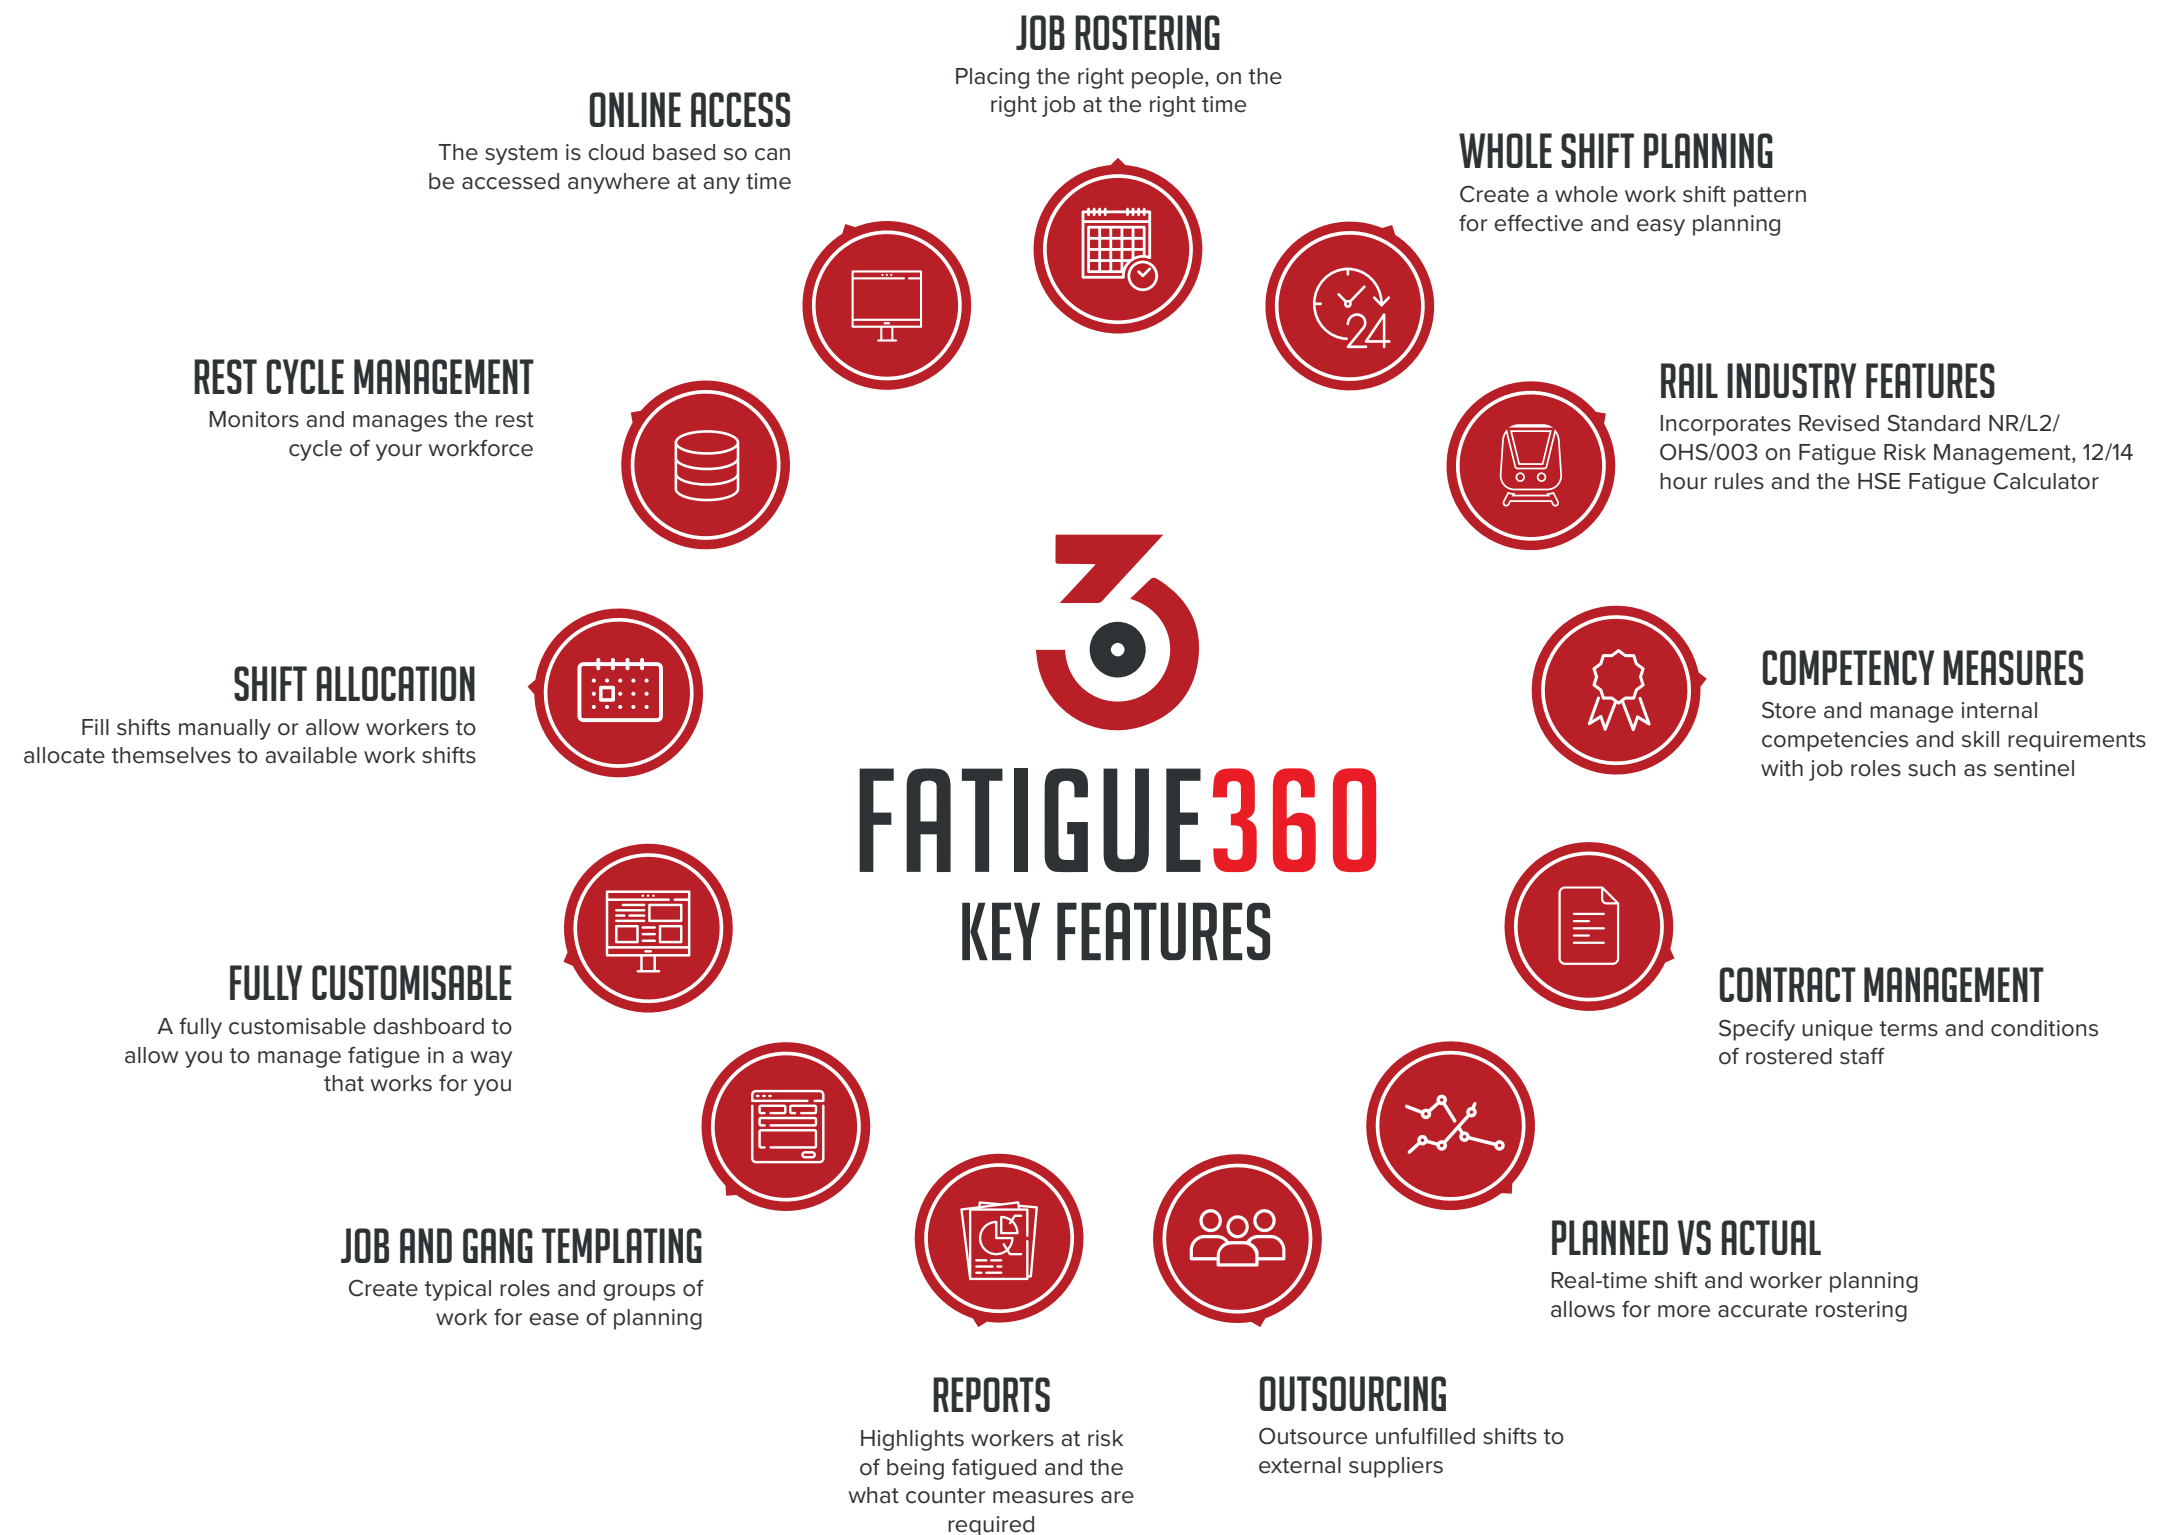 JOB ROSTERING
Placing the right people, on the
right job at the right time
WHOLE SHIFT PLANNING
Create a whole work shift pattern
for effective and easy planning
24
RAIL INDUSTRY FEATURES
Incorporates Revised Standard NR/L2/
OHS/003 on Fatigue Risk Management, 12/14
hour rules and the HSE Fatigue Calculator
COMPETENCY MEASURES
Store and manage internal
competencies and skill requirements
with job roles such as sentinel
CONTRACT MANAGEMENT
Specify unique terms and conditions
of rostered staff
PLANNED VS ACTUAL
Real-time shift and worker planning
allows for more accurate rostering
OUTSOURCING
Outsource unfulfilled shifts to
external suppliers
REPORTS
Highlights workers at risk
of being fatigued and the
what counter measures are
required
JOB AND GANG TEMPLATING
Create typical roles and groups of
work for ease of planning
FULLY CUSTOMISABLE
A fully customisable dashboard to
allow you to manage fatigue in a way
that works for you
SHIFT ALLOCATION
Fill shifts manually or allow workers to
allocate themselves to available work shifts
REST CYCLE MANAGEMENT
Monitors and manages the rest
cycle of your workforce
ONLINE ACCESS
The system is cloud based so can
be accessed anywhere at any time
FATIGUE360
KEY FEATURES